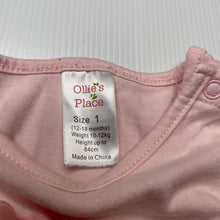 Ollie's
Place
Size 1
(12-18 months)
Weight 10-12kg
Height up to
84cm
Made in China